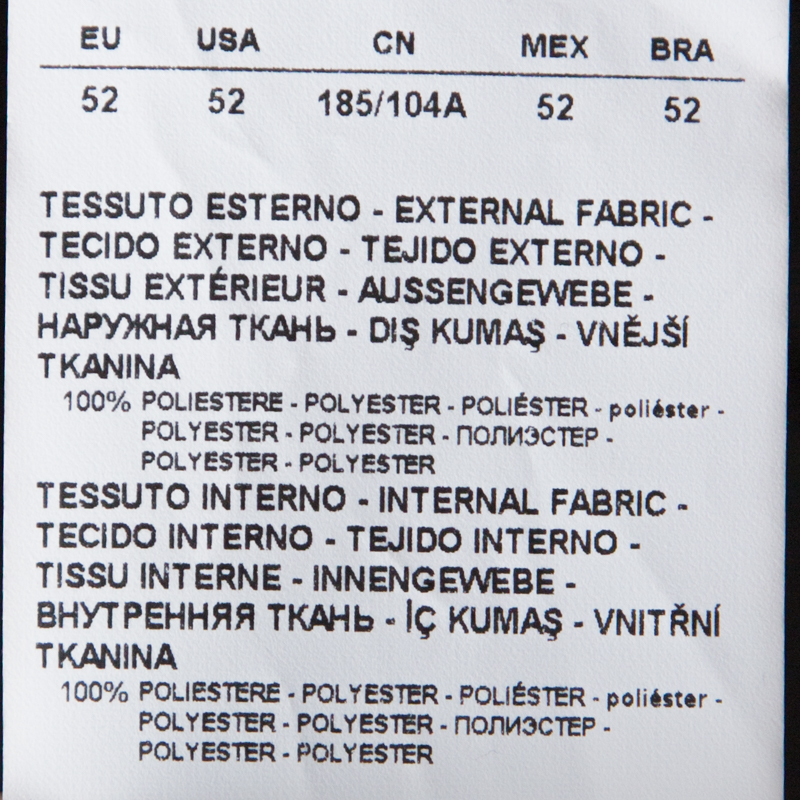 EU USA CN MEX BRA
52 52 185/104A 52 52
TESSUTO ESTERNO - EXTERNAL FABRIC -
TECIDO EXTERNO - TEJIDO EXTERNO -
TISSU EXTÉRIEUR - AUSSENGEWEBE -
НАРУЖНАЯ ТКАНЬ - DIŞ KUMAŞ - VNĚJŠÍ
TKANINA
100% POLIESTERE - POLYESTER - POLIÉSTER - poliéster -
POLYESTER - POLYESTER - ПОЛИЭСТЕР -
POLYESTER - POLYESTER
TESSUTO INTERNO - INTERNAL FABRIC -
TECIDO INTERNO - TEJIDO INTERNO -
TISSU INTERNE - INNENGEWEBE -
ВНУТРЕННЯЯ ТКАНЬ - İÇ KUMAŞ - VNITŘNÍ
TKANINA
100% POLIESTERE - POLYESTER - POLIÉSTER - poliéster -
POLYESTER - POLYESTER - ПОЛИЭСТЕР -
POLYESTER - POLYESTER